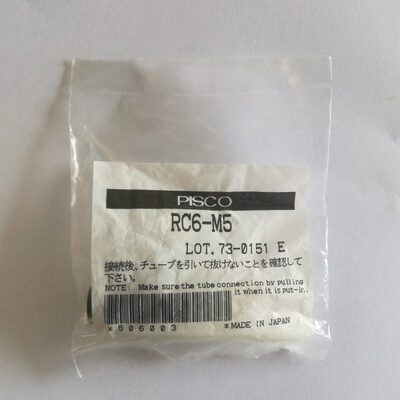 PISCO
RC6-M5
LOT.73-0151 E
接続後、チューブを引いて抜けないことを確認して
下さい。
NOTE: Make sure the tube connection by pulling
it when it is put-in.
*506003
*MADE IN JAPAN